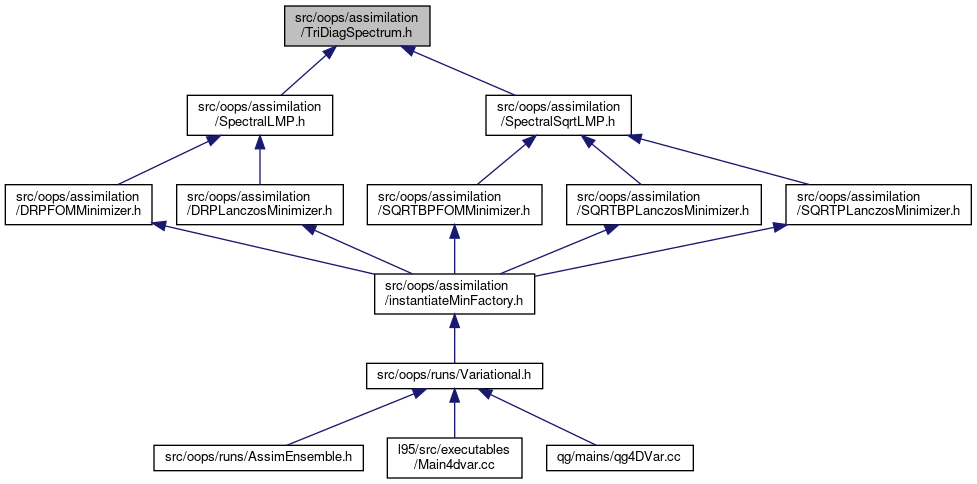 src/oops/assimilation
/TriDiagSpectrum.h
src/oops/assimilation
/SpectralLMP.h
src/oops/assimilation
/SpectralSqrtLMP.h
src/oops/assimilation
/DRPFOMMinimizer.h
src/oops/assimilation
/DRPLanczosMinimizer.h
src/oops/assimilation
/SQRTBPFOMMinimizer.h
src/oops/assimilation
/SQRTBPLanczosMinimizer.h
src/oops/assimilation
/SQRTPLanczosMinimizer.h
src/oops/assimilation
/instantiateMinFactory.h
src/oops/runs/Variational.h
src/oops/runs/AssimEnsemble.h
l95/src/executables
/Main4dvar.cc
qg/mains/qg4DVar.cc